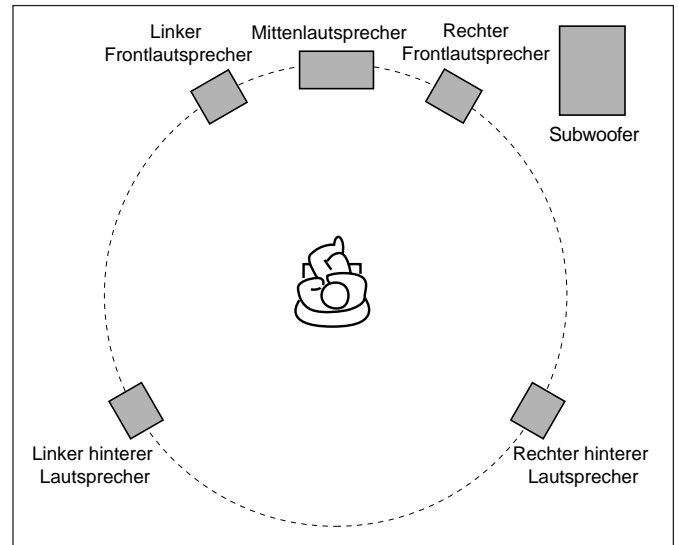 Linker
Frontlautsprecher
Mittenlautsprecher
Rechter
Frontlautsprecher
Subwoofer
Linker hinterer
Lautsprecher
Rechter hinterer
Lautsprecher